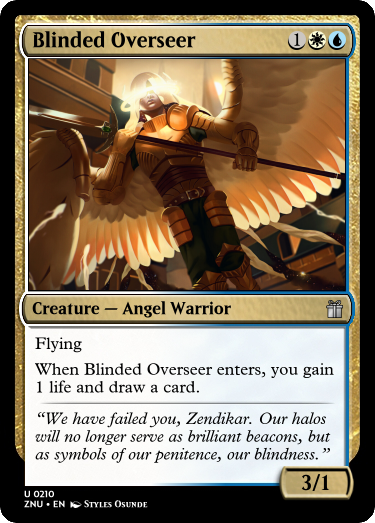 Blinded Overseer 1
Creature — Angel Warrior
Flying
When Blinded Overseer enters, you gain
1 life and draw a card.
“We have failed you, Zendikar. Our halos
will no longer serve as brilliant beacons, but
as symbols of our penitence, our blindness.”
3/1
U 0210
ZNU • EN Styles Osunde